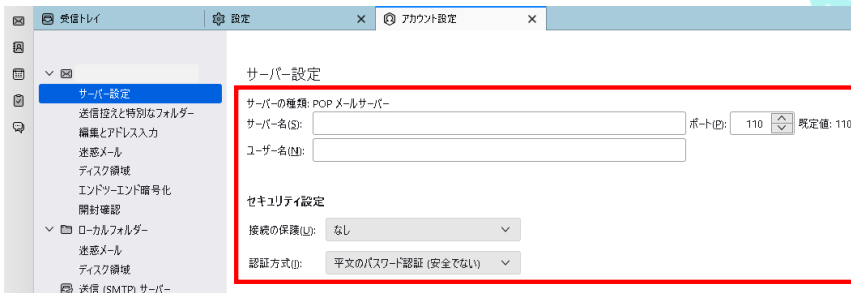 受信トレイ
設定
アカウント設定
サーバー設定
送信控えと特別なフォルダー
編集とアドレス入力
迷惑メール
ディスク領域
エンドツーエンド暗号化
開封確認
ローカルフォルダー
迷惑メール
ディスク領域
送信 (SMTP) サーバー
サーバー設定
サーバーの種類: POP メールサーバー
サーバー名(S): ポート(P): 110 既定値: 110
ユーザー名(N):
セキュリティ設定
接続の保護(U): なし
認証方式(I): 平文のパスワード認証 (安全でない)